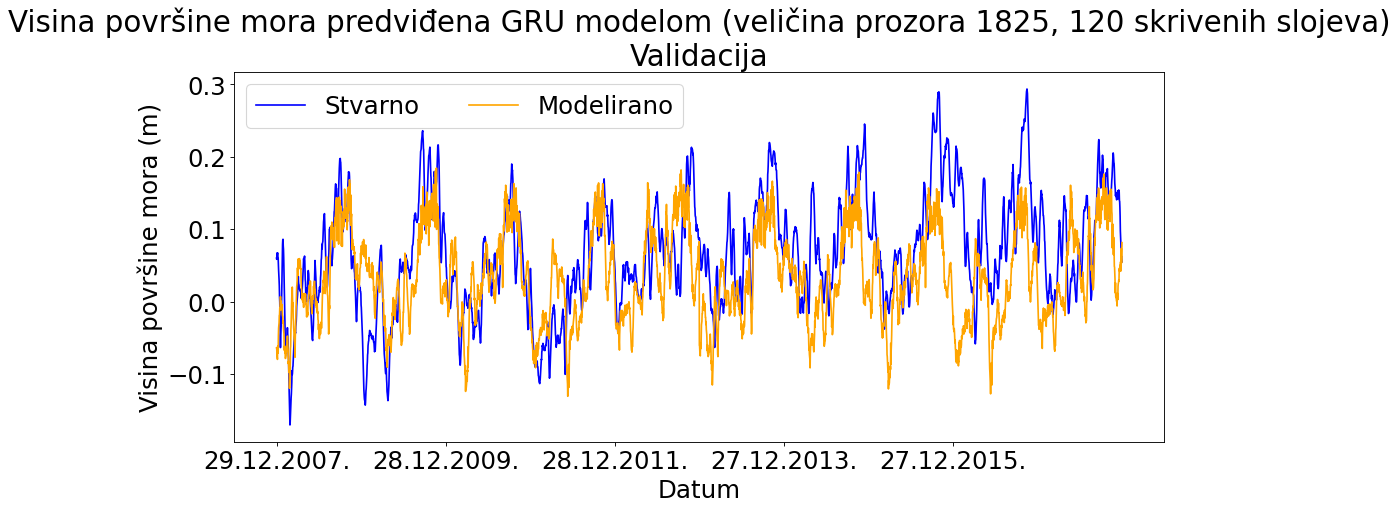 Visina površine mora predviđena GRU modelom (veličina prozora 1825, 120 skrivenih slojeva)
Validacija
Stvarno Modelirano
Visina površine mora (m)
0.3
0.2
0.1
0.0
−0.1
29.12.2007. 28.12.2009. 28.12.2011. 27.12.2013. 27.12.2015.
Datum